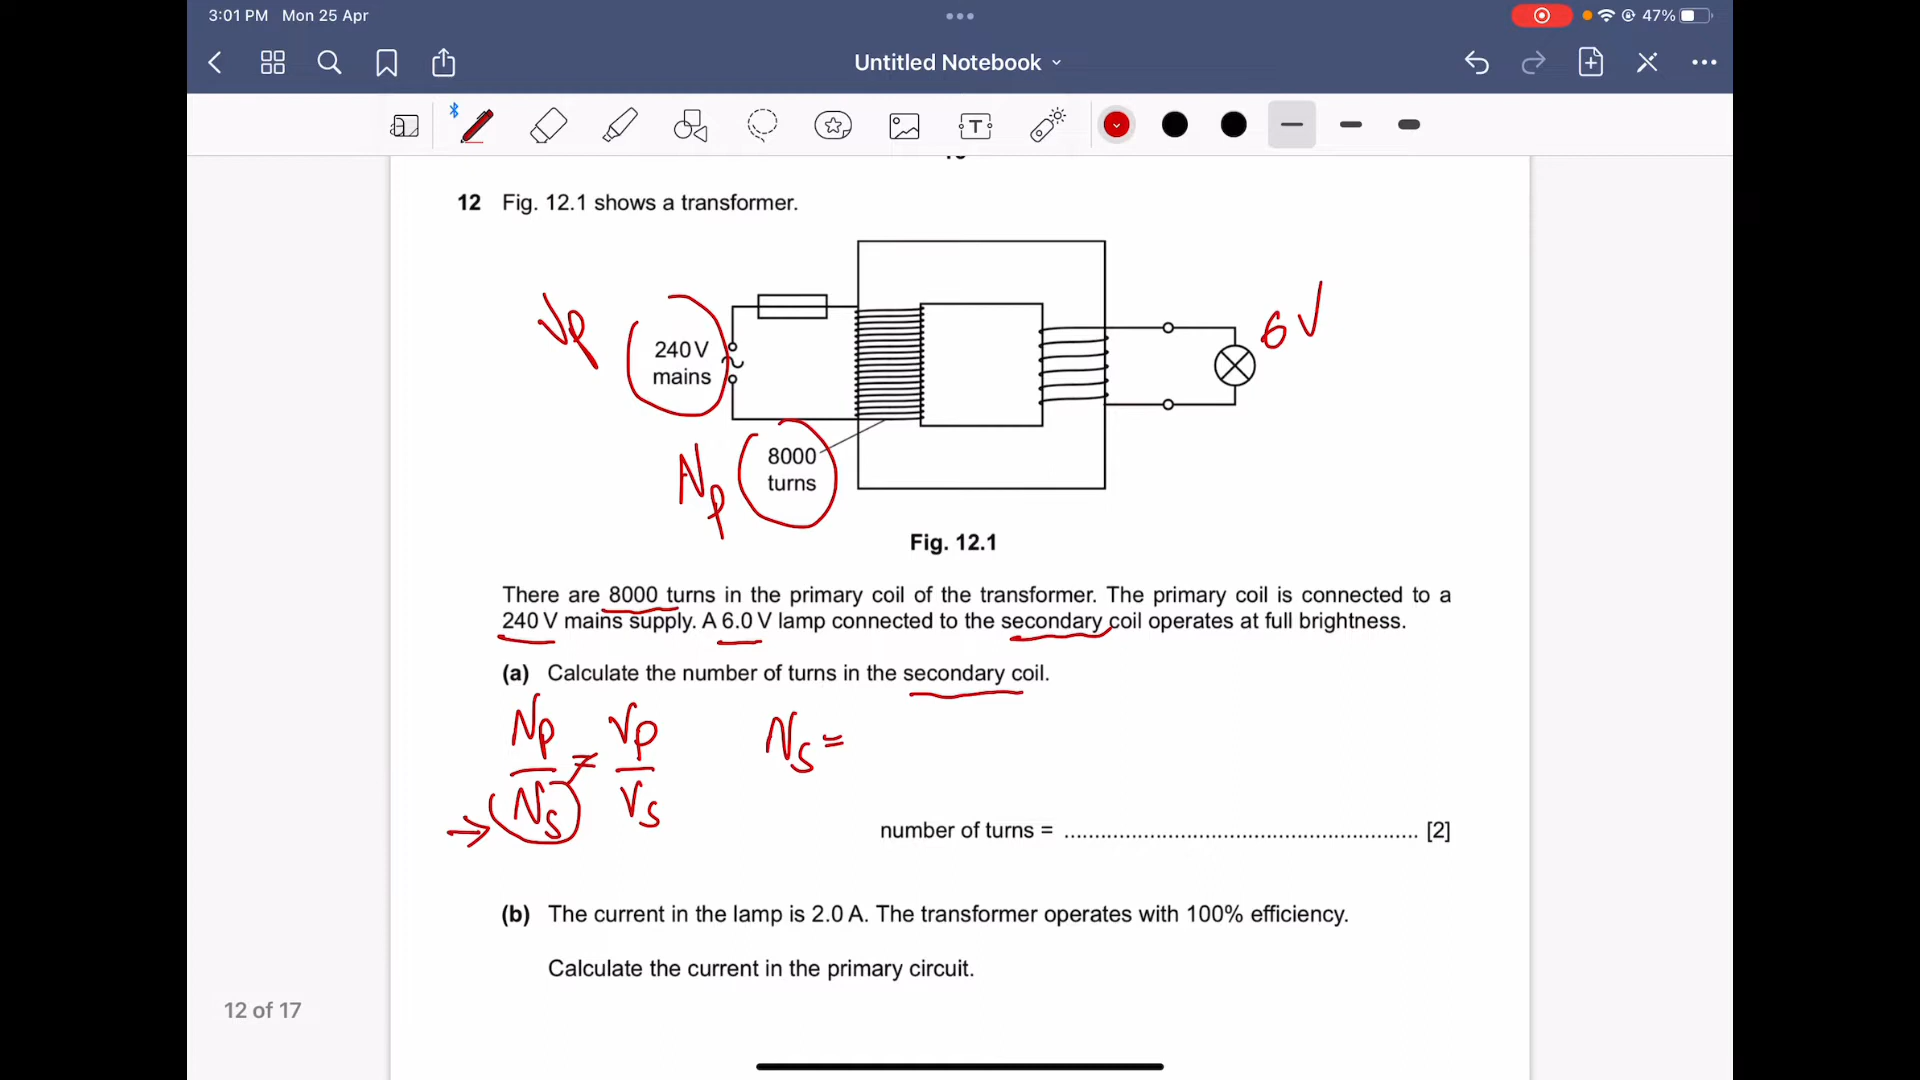 3:01 PM Mon 25 Apr
47%
Untitled Notebook
12 Fig. 12.1 shows a transformer.
Vp
240 V
mains
6 V
Np
8000
turns
Fig. 12.1
There are 8000 turns in the primary coil of the transformer. The primary coil is connected to a
240 V mains supply. A 6.0 V lamp connected to the secondary coil operates at full brightness.
(a) Calculate the number of turns in the secondary coil.
Np Vp
= Ns =
Ns Vs
number of turns = ........................................................... [2]
(b) The current in the lamp is 2.0 A. The transformer operates with 100% efficiency.
Calculate the current in the primary circuit.
12 of 17